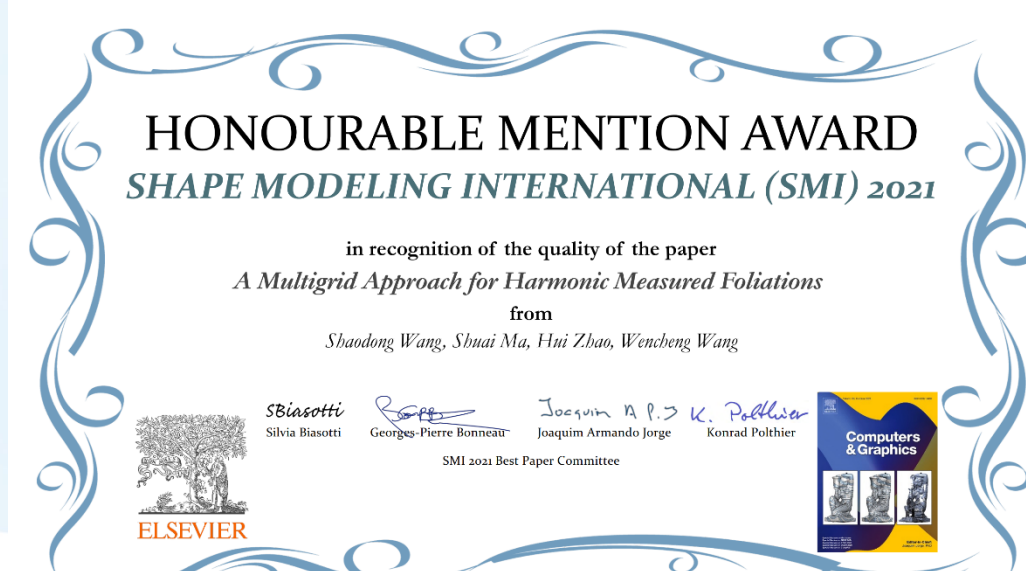 HONOURABLE MENTION AWARD
SHAPE MODELING INTERNATIONAL (SMI) 2021
in recognition of the quality of the paper
A Multigrid Approach for Harmonic Measured Foliations
from
Shaodong Wang, Shuai Ma, Hui Zhao, Wencheng Wang
SBiasotti
Joaquim A P. J
K. Polthier
Silvia Biasotti
Georges-Pierre Bonneau
Joaquim Armando Jorge
Konrad Polthier
SMI 2021 Best Paper Committee
ELSEVIER
Computers
& Graphics